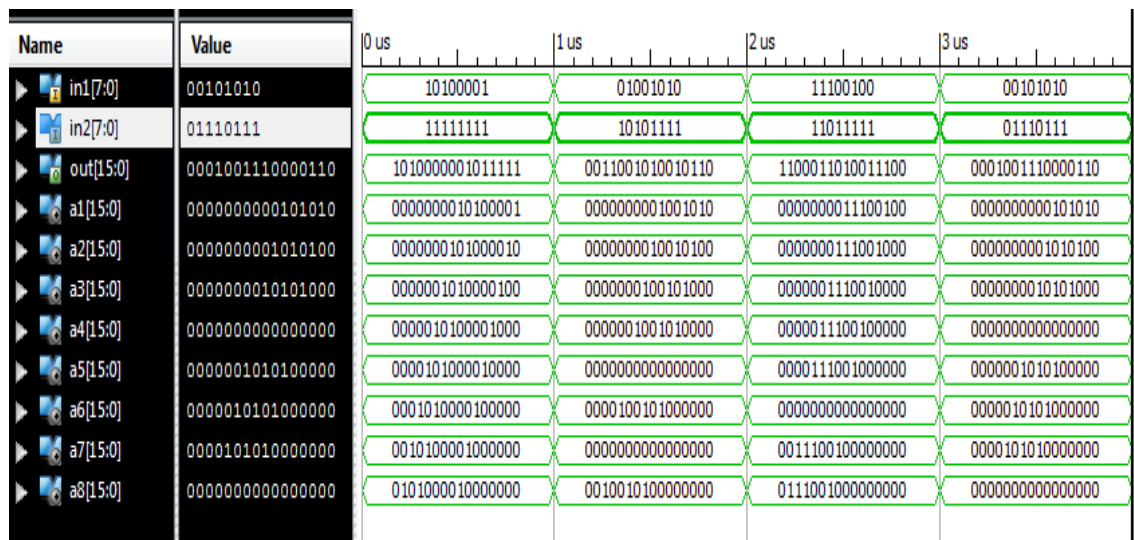 Name Value 0 us 1 us 2 us 3 us
in1[7:0] 00101010 10100001 01001010 11100100 00101010
in2[7:0] 01110111 11111111 10101111 11011111 01110111
out[15:0] 0001001110000110 1010000001011111 0011001010010110 1100011010011100 0001001110000110
a1[15:0] 0000000000101010 0000000010100001 0000000001001010 0000000011100100 0000000000101010
a2[15:0] 0000000001010100 0000000101000010 0000000010010100 0000000111001000 0000000001010100
a3[15:0] 0000000010101000 0000001010000100 0000000100101000 0000001110010000 0000000010101000
a4[15:0] 0000000000000000 0000010100001000 0000001001010000 0000011100100000 0000000000000000
a5[15:0] 0000001010100000 0000101000010000 0000000000000000 0000111001000000 0000001010100000
a6[15:0] 0000010101000000 0001010000100000 0000100101000000 0000000000000000 0000010101000000
a7[15:0] 0000101010000000 0010100001000000 0000000000000000 0011100100000000 0000101010000000
a8[15:0] 0000000000000000 0101000010000000 0010010100000000 0111001000000000 0000000000000000